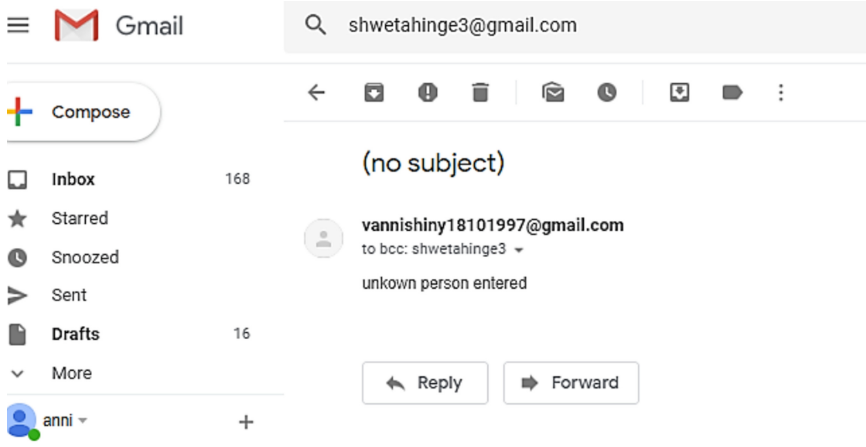 Gmail
shwetahinge3@gmail.com
Compose
(no subject)
Inbox 168
vannishiny18101997@gmail.com
Starred
to bcc: shwetahinge3
Snoozed
unkown person entered
Sent
Drafts 16
More
Reply Forward
anni